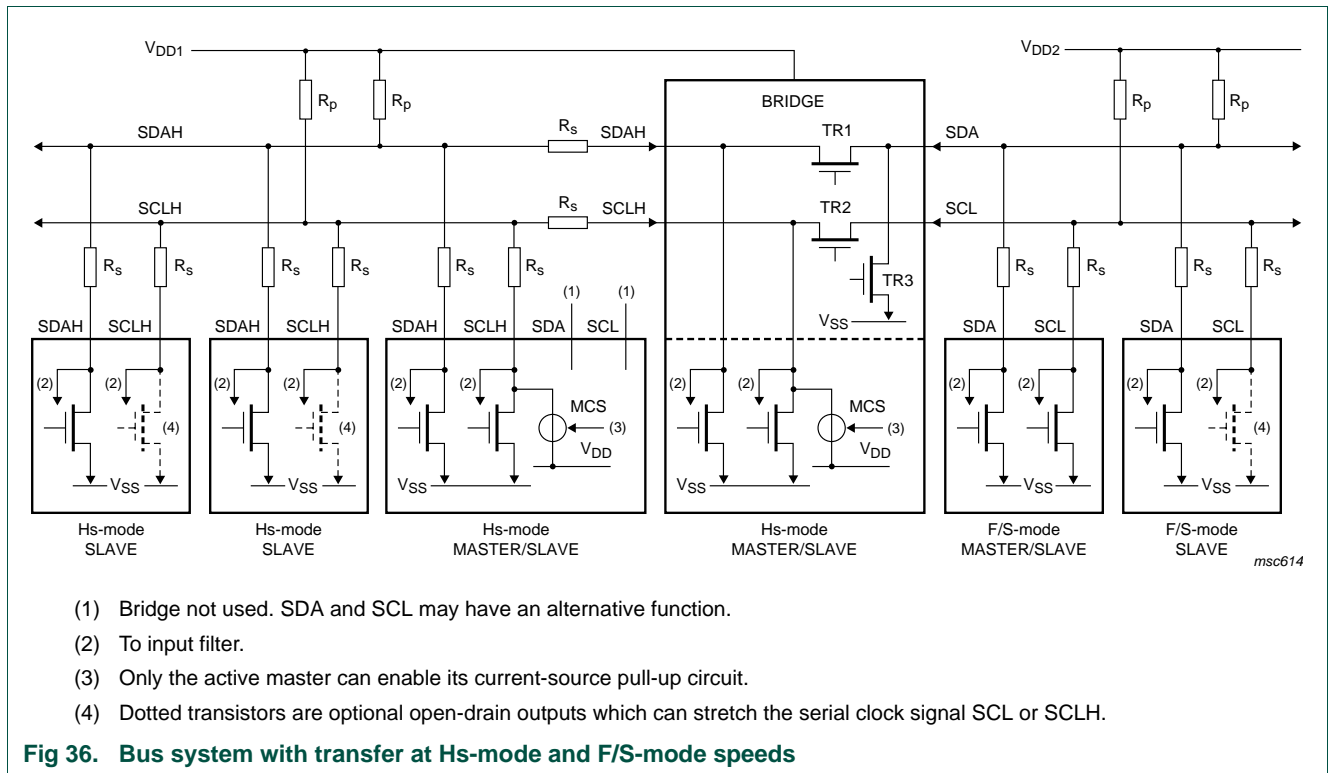 VDD1
VDD2
BRIDGE
Rp Rp Rp Rp
SDAH Rs SDAH TR1 SDA
SCLH Rs SCLH TR2 SCL
Rs Rs Rs Rs Rs Rs TR3 Rs Rs Rs Rs
(1) (1)
VSS
SDAH SCLH SDAH SCLH SDAH SCLH SDA SCL SDA SCL SDA SCL
(2) (2) (2) (2) (2) (2) (2) (2) (2) (2) (2) (2)
MCS MCS
(4) (4) (3) (3) (4)
VDD VDD
VSS VSS VSS VSS VSS VSS
Hs-mode Hs-mode Hs-mode Hs-mode F/S-mode F/S-mode
SLAVE SLAVE MASTER/SLAVE MASTER/SLAVE MASTER/SLAVE SLAVE
msc614
(1) Bridge not used. SDA and SCL may have an alternative function.
(2) To input filter.
(3) Only the active master can enable its current-source pull-up circuit.
(4) Dotted transistors are optional open-drain outputs which can stretch the serial clock signal SCL or SCLH.
Fig 36. Bus system with transfer at Hs-mode and F/S-mode speeds